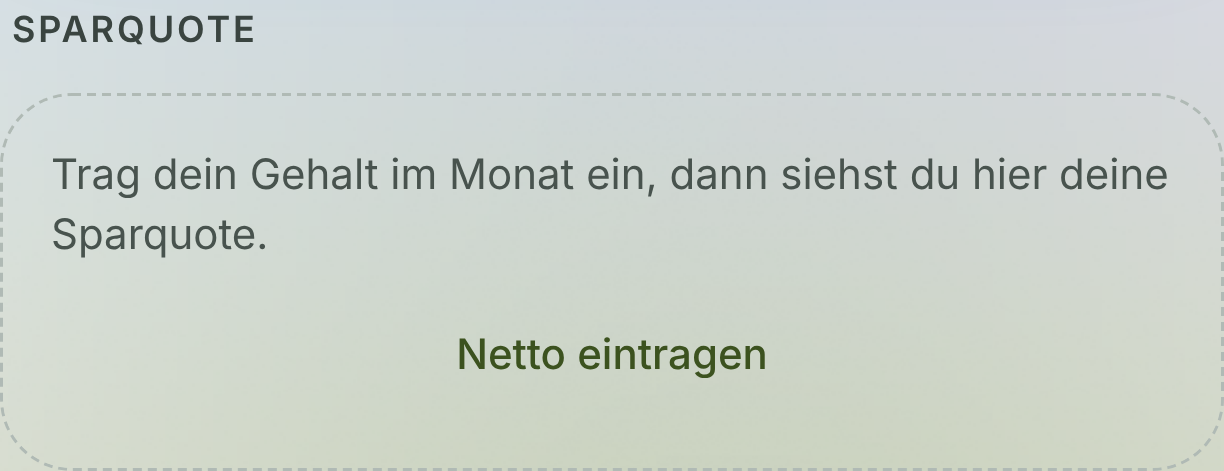 SPARQUOTE
Trag dein Gehalt im Monat ein, dann siehst du hier deine
Sparquote.
Netto eintragen